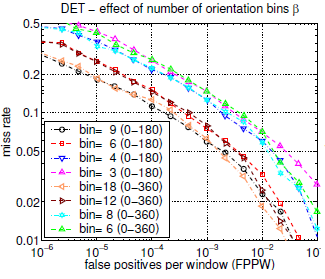 DET − effect of number of orientation bins β
0.5
0.2
0.1
0.05
0.02
0.01
miss rate
bin= 9 (0−180)
bin= 6 (0−180)
bin= 4 (0−180)
bin= 3 (0−180)
bin=18 (0−360)
bin=12 (0−360)
bin= 8 (0−360)
bin= 6 (0−360)
10−6 10−5 10−4 10−3 10−2 10−1
false positives per window (FPPW)